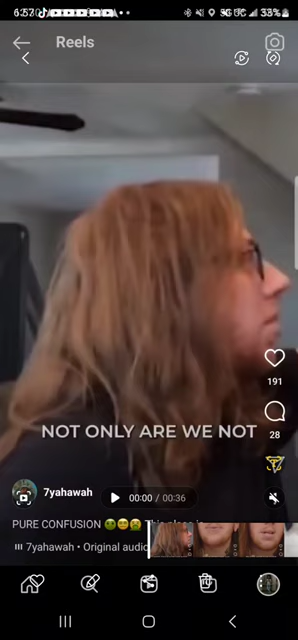 Reels
191
NOT ONLY ARE WE NOT
28
7yahawah
00:00 / 00:36
PURE CONFUSION 🤢😑🤮
7yahawah • Original audio